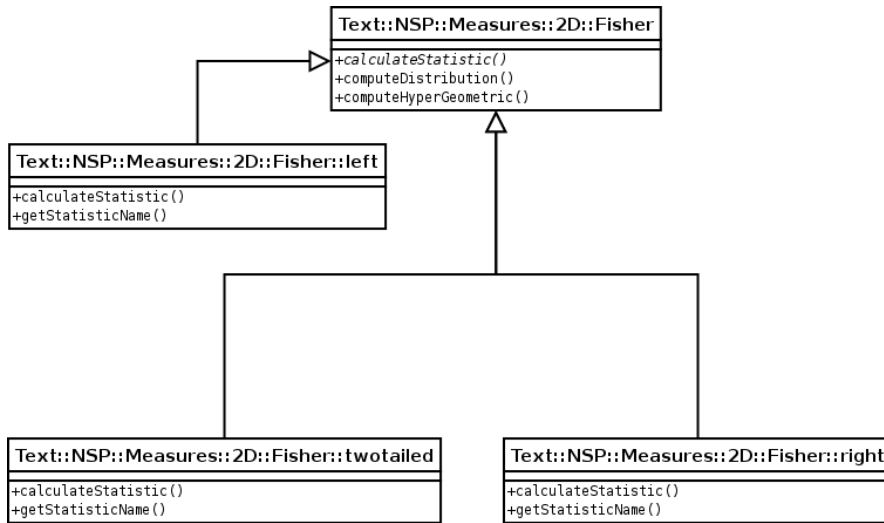 Text::NSP::Measures::2D::Fisher
+calculateStatistic()
+computeDistribution()
+computeHyperGeometric()
Text::NSP::Measures::2D::Fisher::left
+calculateStatistic()
+getStatisticName()
Text::NSP::Measures::2D::Fisher::twotailed
+calculateStatistic()
+getStatisticName()
Text::NSP::Measures::2D::Fisher::right
+calculateStatistic()
+getStatisticName()